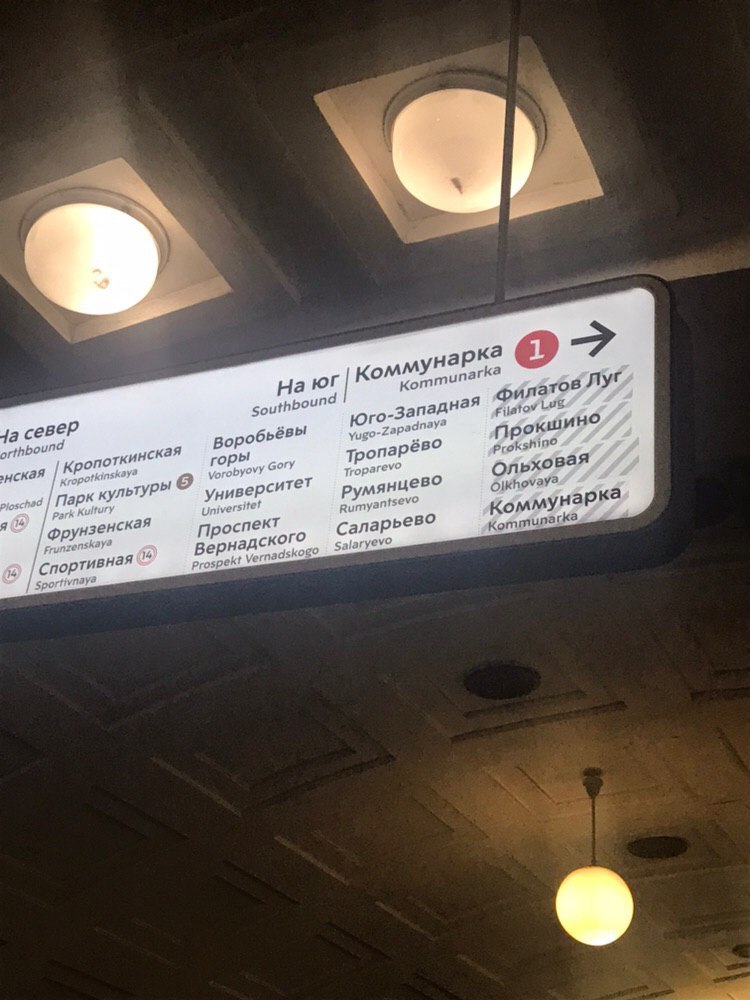 На север
На юг
Southbound
Коммунарка
Kommunarka
1
14
14
Кропоткинская
Kropotkinskaya
Парк культуры 5
Park Kultury
Фрунзенская
Frunzenskaya
Спортивная 14
Sportivnaya
Воробьёвы
горы
Vorobyovy Gory
Университет
Universitet
Проспект
Вернадского
Prospekt Vernadskogo
Юго-Западная
Yugo-Zapadnaya
Тропарёво
Troparevo
Румянцево
Rumyantsevo
Саларьево
Salaryevo
Филатов Луг
Filatov Lug
Прокшино
Prokshino
Ольховая
Olkhovaya
Коммунарка
Kommunarka